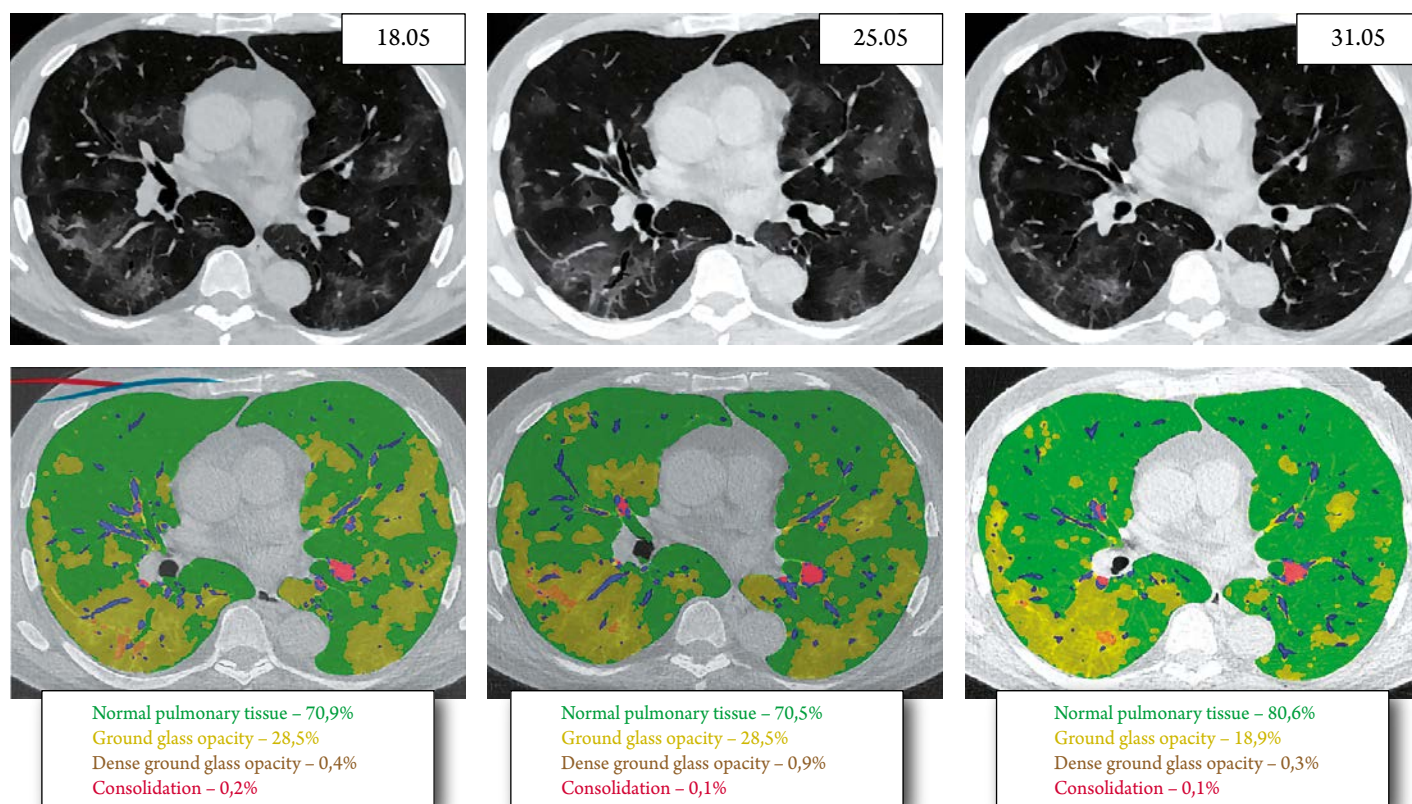 18.05
25.05
31.05
Normal pulmonary tissue – 70,9%
Ground glass opacity – 28,5%
Dense ground glass opacity – 0,4%
Consolidation – 0,2%
Normal pulmonary tissue – 70,5%
Ground glass opacity – 28,5%
Dense ground glass opacity – 0,9%
Consolidation – 0,1%
Normal pulmonary tissue – 80,6%
Ground glass opacity – 18,9%
Dense ground glass opacity – 0,3%
Consolidation – 0,1%